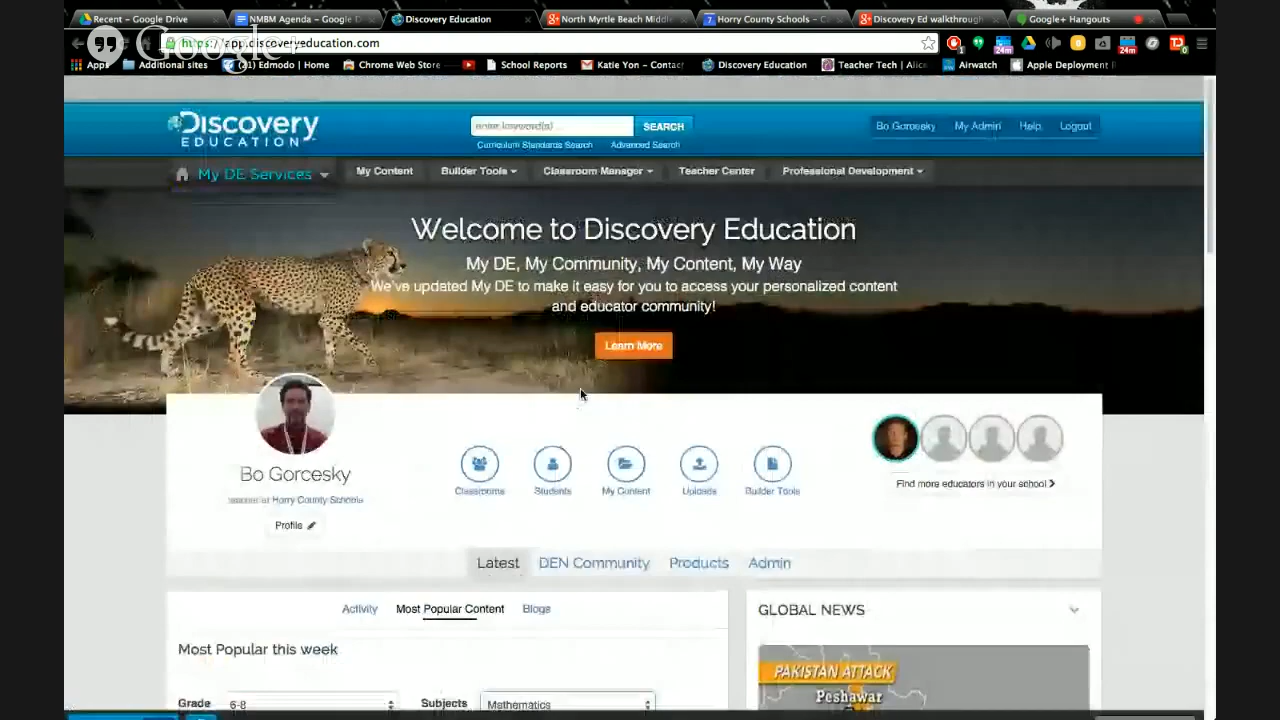 Recent – Google Drive
NMBM Agenda – Google D
Discovery Education
North Myrtle Beach Middle
Horry County Schools – C
Discovery Ed walkthrough
Google+ Hangouts
Google+
https://app.discoveryeducation.com
Apps
Additional sites
Edmodo | Home
Chrome Web Store
School Reports
Katie Yon – Contact
Discovery Education
Teacher Tech | Alic
Airwatch
Apple Deployment
Discovery
EDUCATION
enter keyword(s)
SEARCH
Curriculum Standards Search
Advanced Search
Bo Gorcesky
My Admin
Help
Logout
My DE Services
My Content
Builder Tools
Classroom Manager
Teacher Center
Professional Development
Welcome to Discovery Education
My DE, My Community, My Content, My Way
We've updated My DE to make it easy for you to access your personalized content
and educator community!
Learn More
Bo Gorcesky
at Horry County Schools
Profile
Classrooms
Students
My Content
Uploads
Builder Tools
Find more educators in your school
Latest
DEN Community
Products
Admin
Activity
Most Popular Content
Blogs
GLOBAL NEWS
Most Popular this week
PAKISTAN ATTACK
Peshawar
Grade
6-8
Subjects
Mathematics